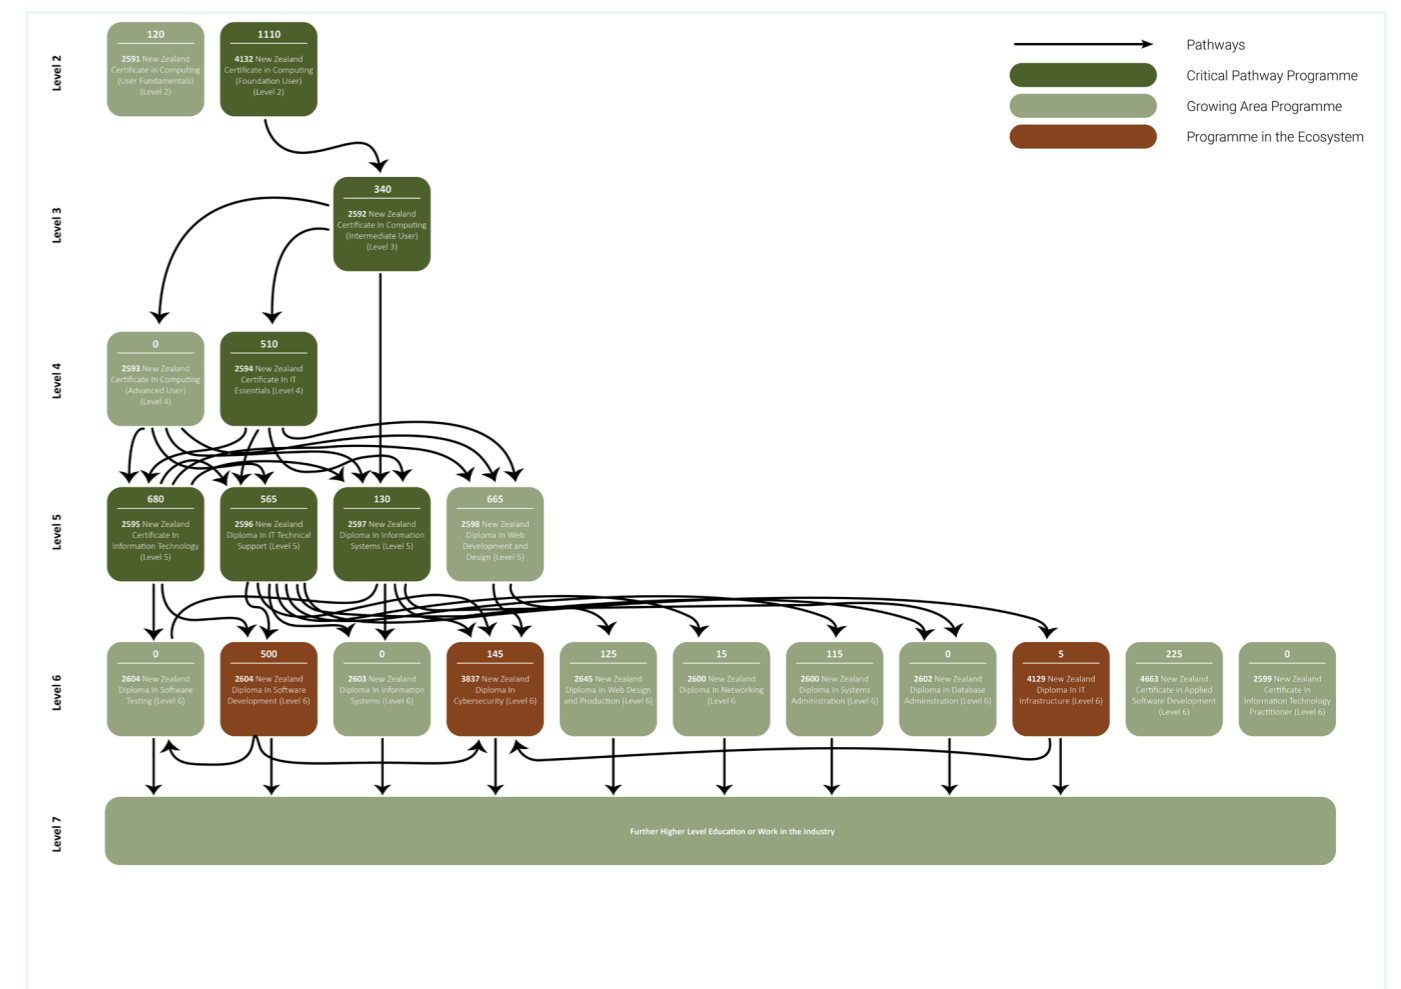 Level 2
120
2591 New Zealand
Certificate in Computing
(User Fundamentals)
(Level 2)
1110
4132 New Zealand
Certificate in Computing
(Foundation User)
(Level 2)
Pathways
Critical Pathway Programme
Growing Area Programme
Programme in the Ecosystem
Level 3
340
2592 New Zealand
Certificate In Computing
(Intermediate User)
(Level 3)
Level 4
0
2593 New Zealand
Certificate In Computing
(Advanced User)
(Level 4)
510
2594 New Zealand
Certificate In IT
Essentials (Level 4)
Level 5
680
2595 New Zealand
Certificate In
Information Technology
(Level 5)
565
2596 New Zealand
Diploma In IT Technical
Support (Level 5)
130
2597 New Zealand
Diploma In Information
Systems (Level 5)
665
2598 New Zealand
Diploma In Web
Development and
Design (Level 5)
Level 6
0
2604 New Zealand
Diploma In Software
Testing (Level 6)
500
2604 New Zealand
Diploma In Software
Development (Level 6)
0
2603 New Zealand
Diploma In Information
Systems (Level 6)
145
3837 New Zealand
Diploma In
Cybersecurity (Level 6)
125
2645 New Zealand
Diploma In Web Design
and Production (Level 6)
15
2600 New Zealand
Diploma In Networking
(Level 6
115
2600 New Zealand
Diploma In Systems
Administration (Level 6)
0
2602 New Zealand
Diploma In Database
Administration (Level 6)
5
4129 New Zealand
Diploma In IT
Infrastructure (Level 6)
225
4663 New Zealand
Certificate in Applied
Software Development
(Level 6)
0
2599 New Zealand
Certificate In
Information Technology
Practitioner (Level 6)
Level 7
Further Higher Level Education or Work in the Industry